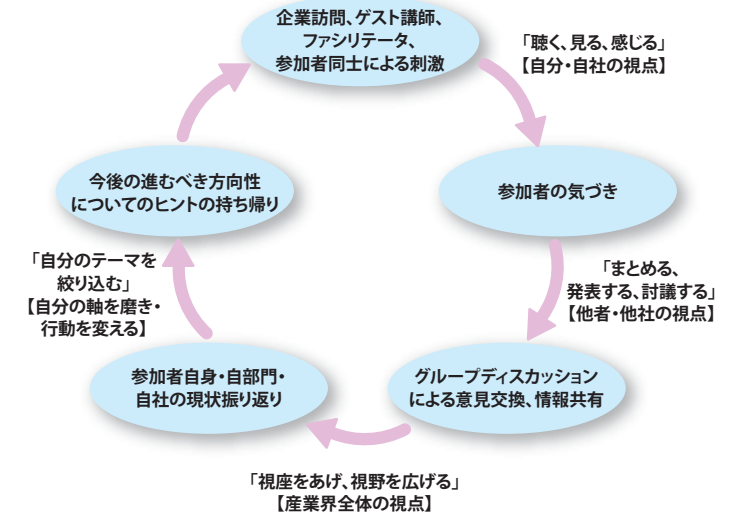 企業訪問、ゲスト講師、
ファシリテータ、
参加者同士による刺激
「聴く、見る、感じる」
【自分・自社の視点】
参加者の気づき
「まとめる、
発表する、討議する」
【他者・他社の視点】
グループディスカッション
による意見交換、情報共有
「視座をあげ、視野を広げる」
【産業界全体の視点】
参加者自身・自部門・
自社の現状振り返り
「自分のテーマを
絞り込む」
【自分の軸を磨き・
行動を変える】
今後の進むべき方向性
についてのヒントの持ち帰り